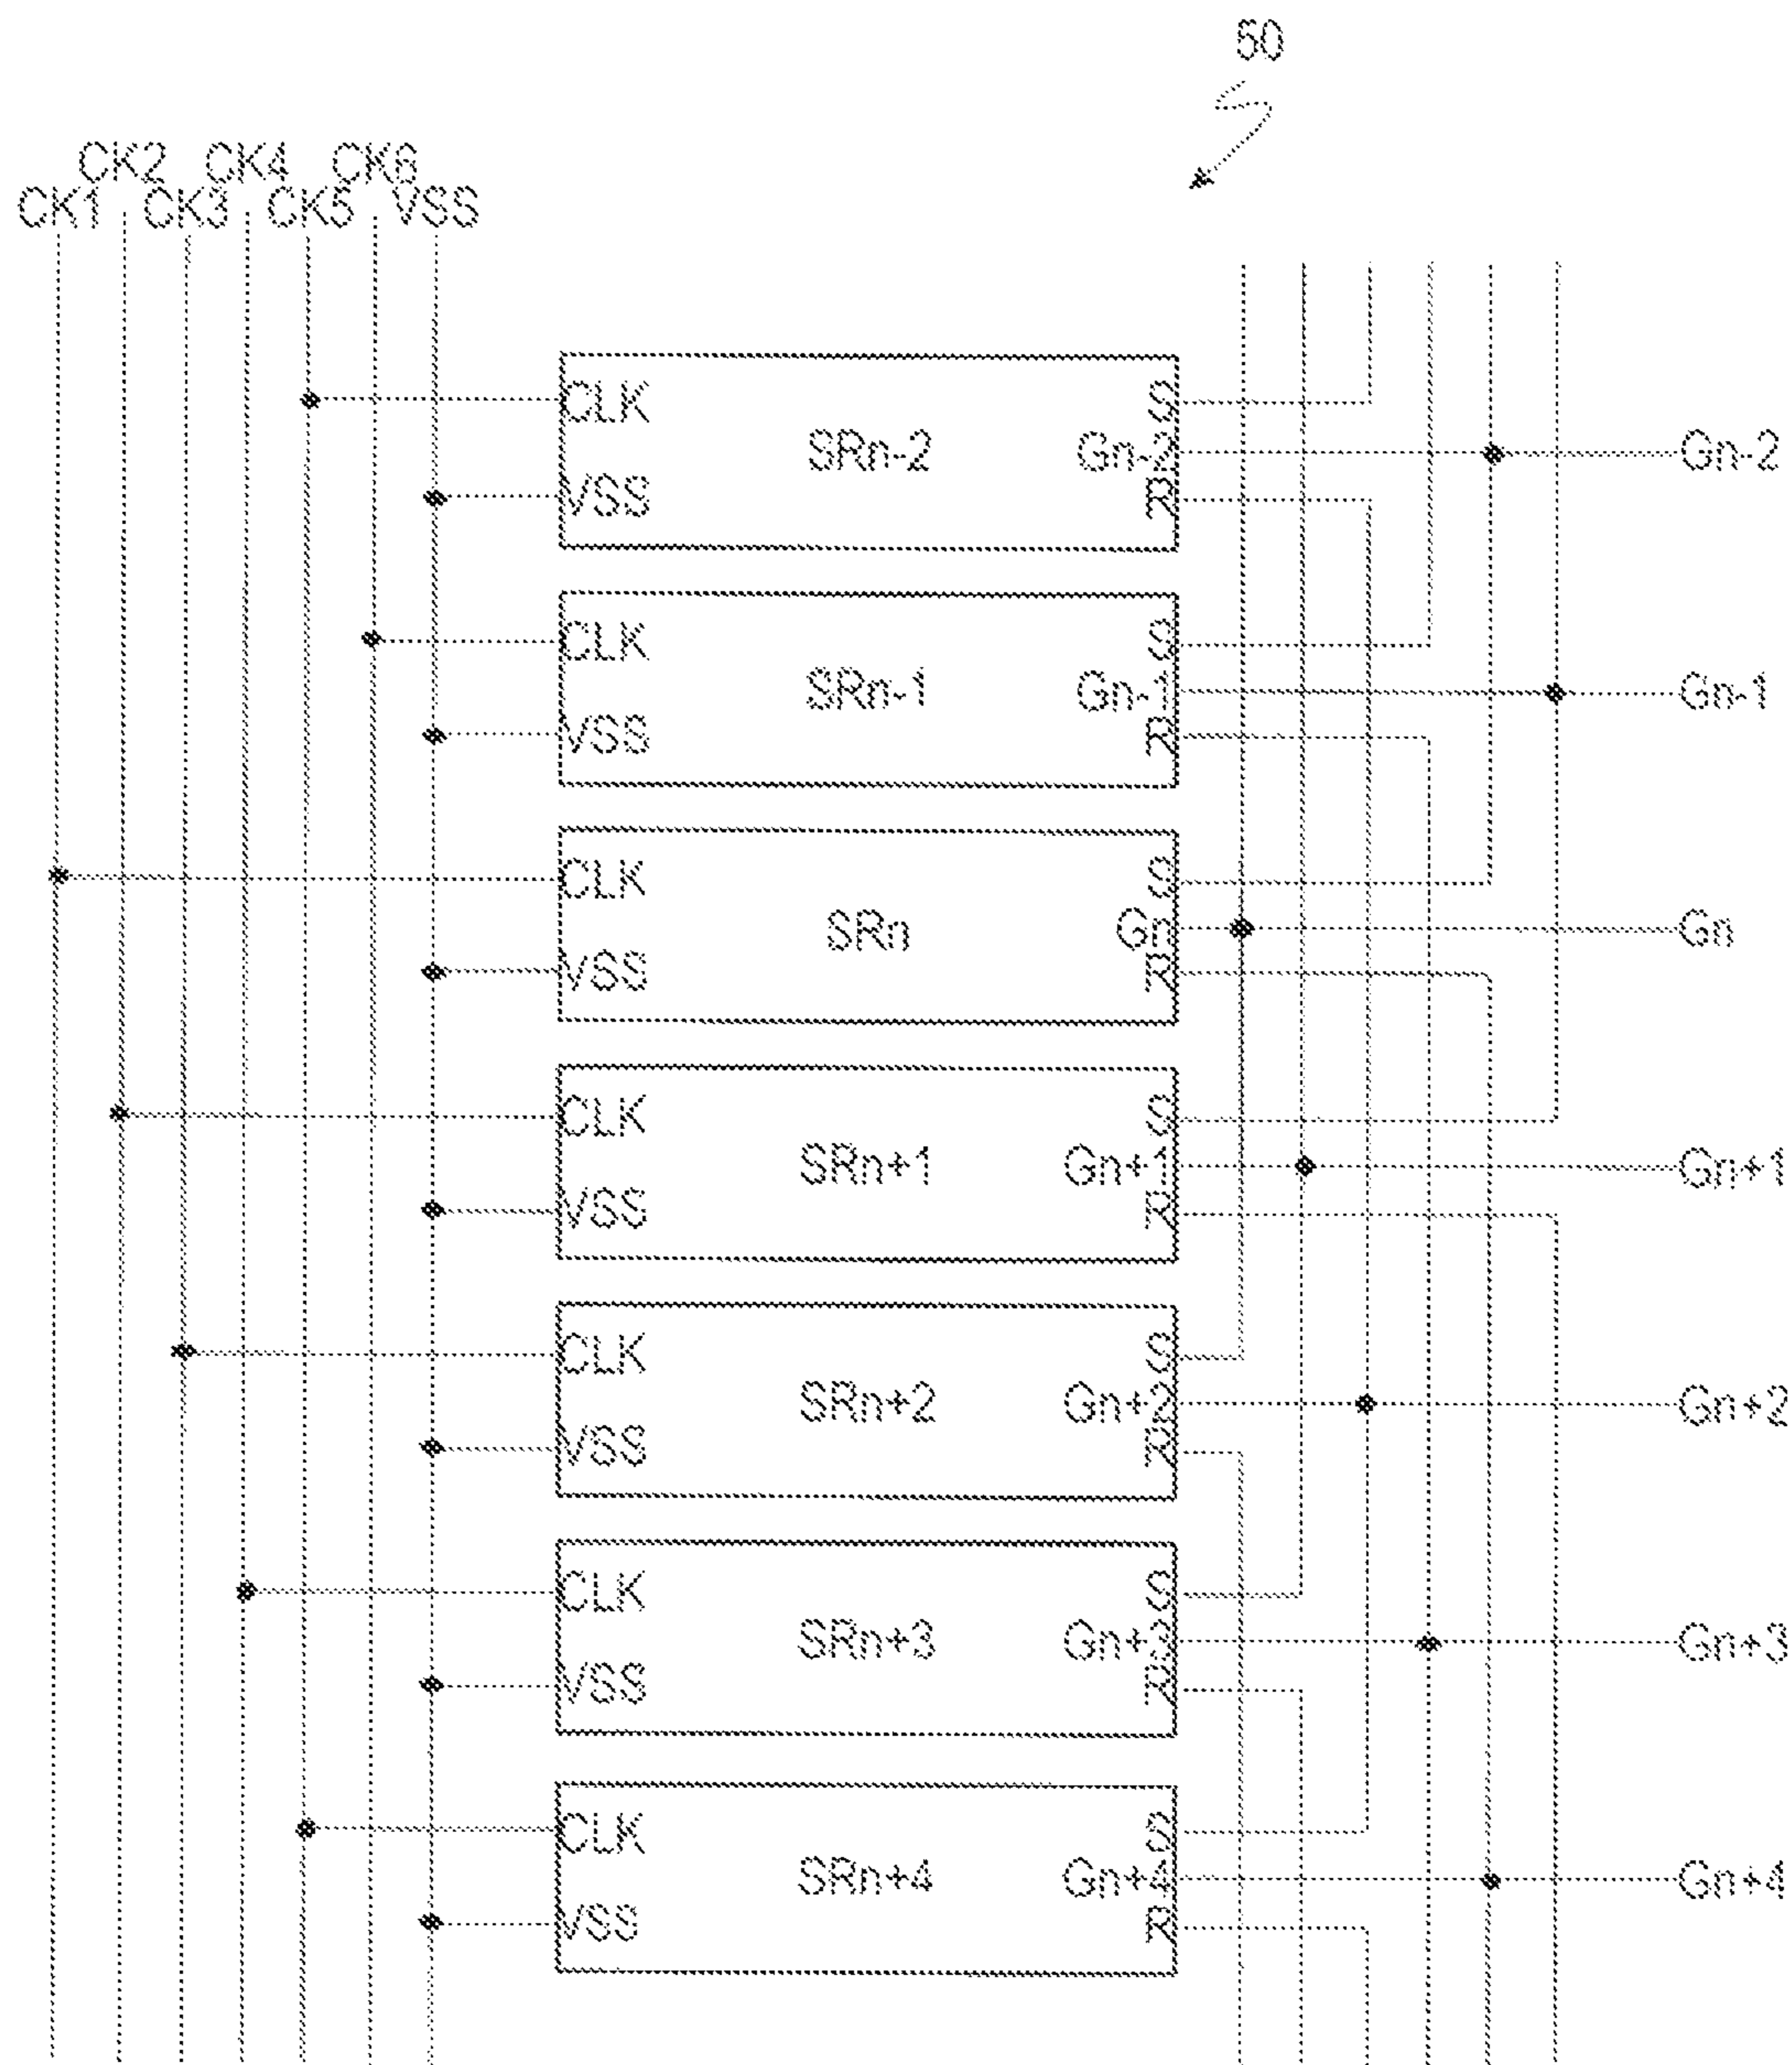 60
CK2 CK4 CK6
CK1 CK3 CK5 VSS
CLK S
SRn-2 Gn-2 Gn-2
VSS R
CLK S
SRn-1 Gn-1 Gn-1
VSS R
CLK S
SRn Gn Gn
VSS R
CLK S
SRn+1 Gn+1 Gn+1
VSS R
CLK S
SRn+2 Gn+2 Gn+2
VSS R
CLK S
SRn+3 Gn+3 Gn+3
VSS R
CLK S
SRn+4 Gn+4 Gn+4
VSS R